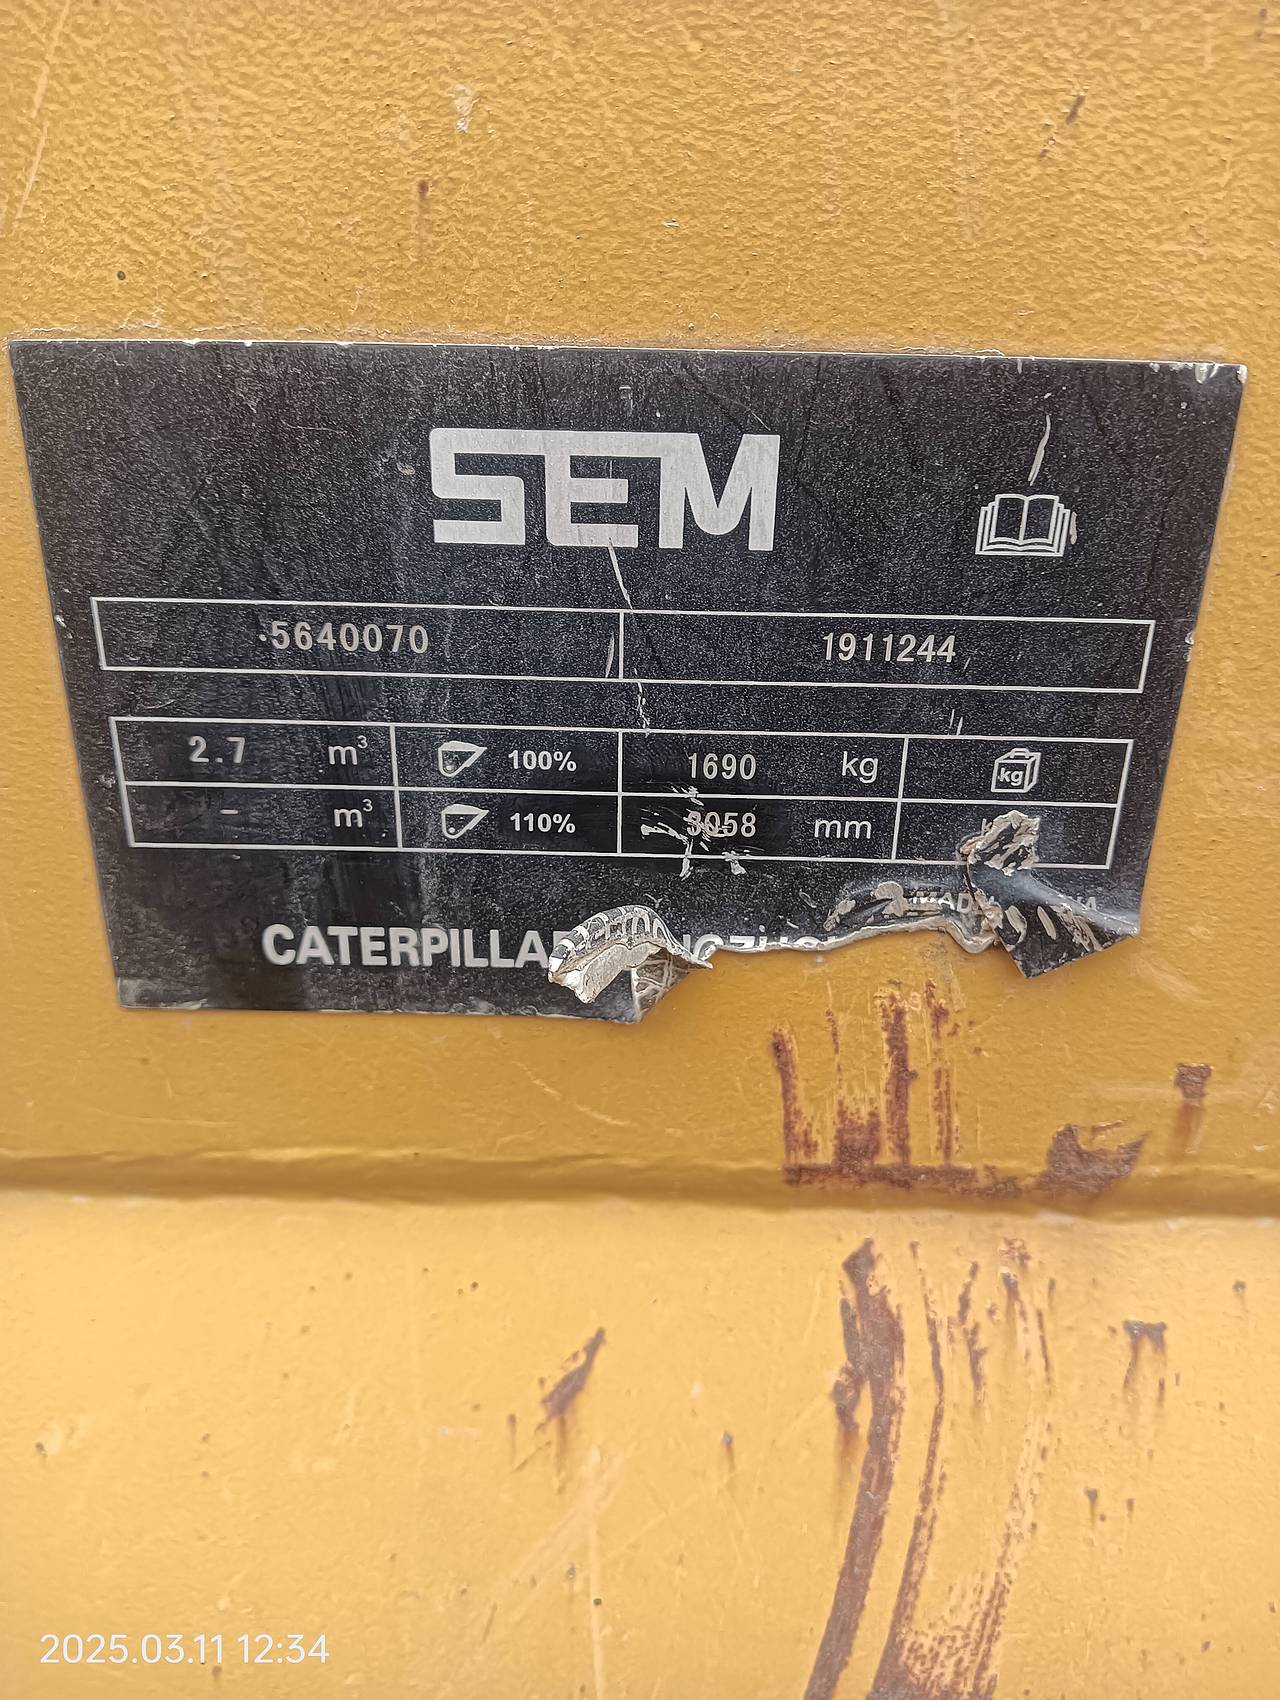 SEM
5640070 1911244
2.7 m³ 100% 1690 kg kg
- m³ 110% 3058 mm
CATERPILLAR
2025.03.11 12:34